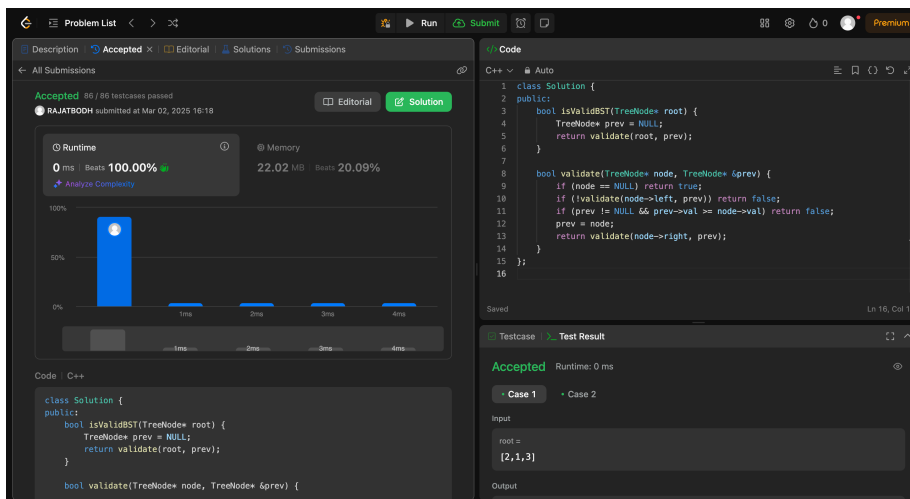 Problem List
Run
Submit
0
Premium
Description
Accepted
Editorial
Solutions
Submissions
All Submissions
Accepted 86 / 86 testcases passed
RAJATBODH submitted at Mar 02, 2025 16:18
Editorial
Solution
Runtime
0 ms Beats 100.00%
Analyze Complexity
Memory
22.02 MB Beats 20.09%
100%
50%
0%
1ms 2ms 3ms 4ms
1ms 2ms 3ms 4ms
Code C++
class Solution {
public:
    bool isValidBST(TreeNode* root) {
        TreeNode* prev = NULL;
        return validate(root, prev);
    }
    bool validate(TreeNode* node, TreeNode* &prev) {
</> Code
C++ Auto
1 class Solution {
2 public:
3     bool isValidBST(TreeNode* root) {
4         TreeNode* prev = NULL;
5         return validate(root, prev);
6     }
7
8     bool validate(TreeNode* node, TreeNode* &prev) {
9         if (node == NULL) return true;
10         if (!validate(node->left, prev)) return false;
11         if (prev != NULL && prev->val >= node->val) return false;
12         prev = node;
13         return validate(node->right, prev);
14     }
15 };
16
Saved
Ln 16, Col 1
Testcase
>_ Test Result
Accepted Runtime: 0 ms
• Case 1 • Case 2
Input
root =
[2,1,3]
Output